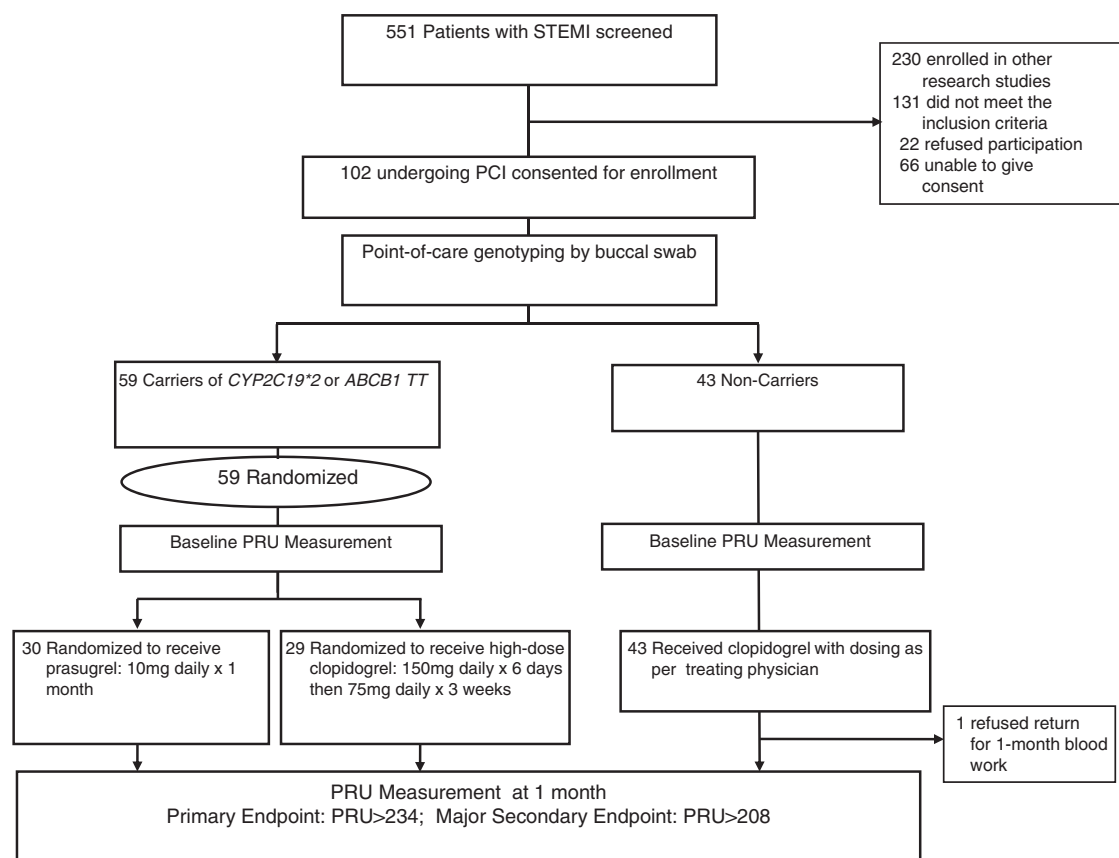 551 Patients with STEMI screened
230 enrolled in other
research studies
131 did not meet the
inclusion criteria
22 refused participation
66 unable to give
consent
102 undergoing PCI consented for enrollment
Point-of-care genotyping by buccal swab
59 Carriers of CYP2C19*2 or ABCB1 TT
43 Non-Carriers
59 Randomized
Baseline PRU Measurement
Baseline PRU Measurement
30 Randomized to receive
prasugrel: 10mg daily x 1
month
29 Randomized to receive high-dose
clopidogrel: 150mg daily x 6 days
then 75mg daily x 3 weeks
43 Received clopidogrel with dosing as
per treating physician
1 refused return
for 1-month blood
work
PRU Measurement at 1 month
Primary Endpoint: PRU>234; Major Secondary Endpoint: PRU>208